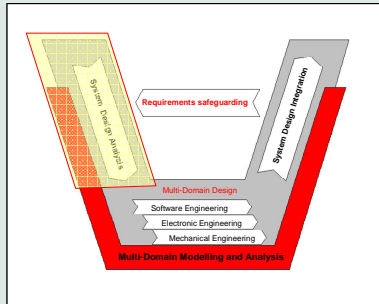 System Design Analysis
Requirements safeguarding
System Design Integration
Multi-Domain Design
Software Engineering
Electronic Engineering
Mechanical Engineering
Multi-Domain Modelling and Analysis